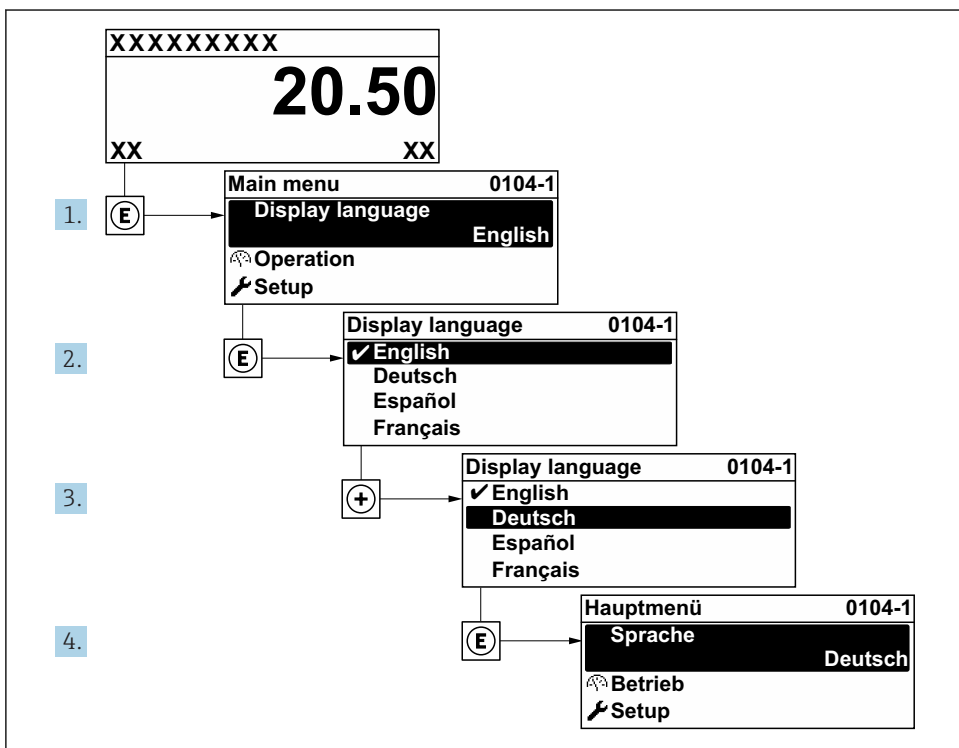 XXXXXXXXX
20.50
XX XX
1. E
Main menu 0104-1
Display language
English
Operation
Setup
2. E
Display language 0104-1
✔English
Deutsch
Español
Français
3. +
Display language 0104-1
✔English
Deutsch
Español
Français
4. E
Hauptmenü 0104-1
Sprache
Deutsch
Betrieb
Setup